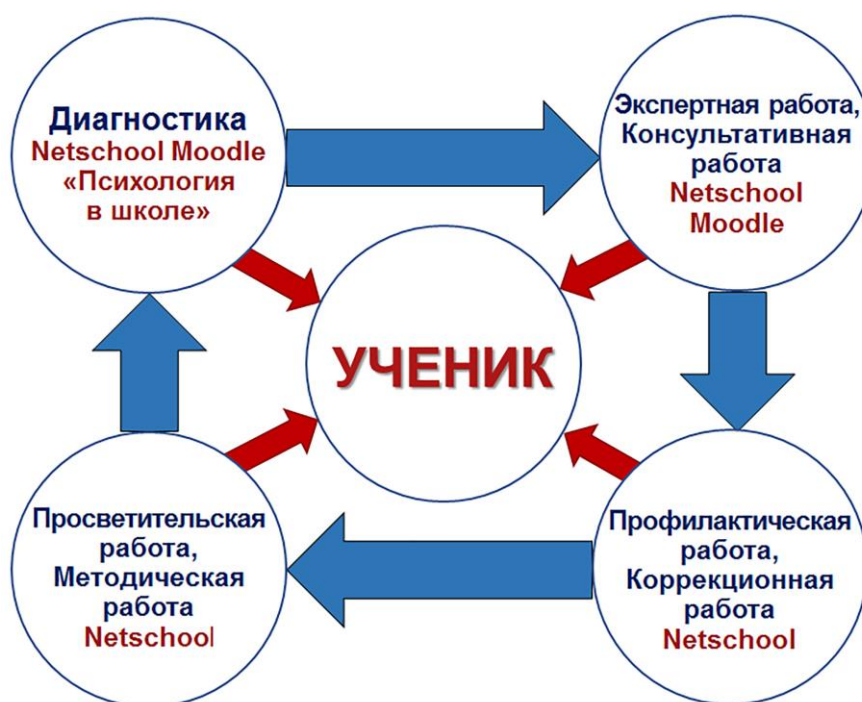 Диагностика
Netschool Moodle
«Психология
в школе»
Экспертная работа,
Консультативная
работа
Netschool
Moodle
УЧЕНИК
Просветительская
работа,
Методическая
работа
Netschool
Профилактическая
работа,
Коррекционная
работа
Netschool